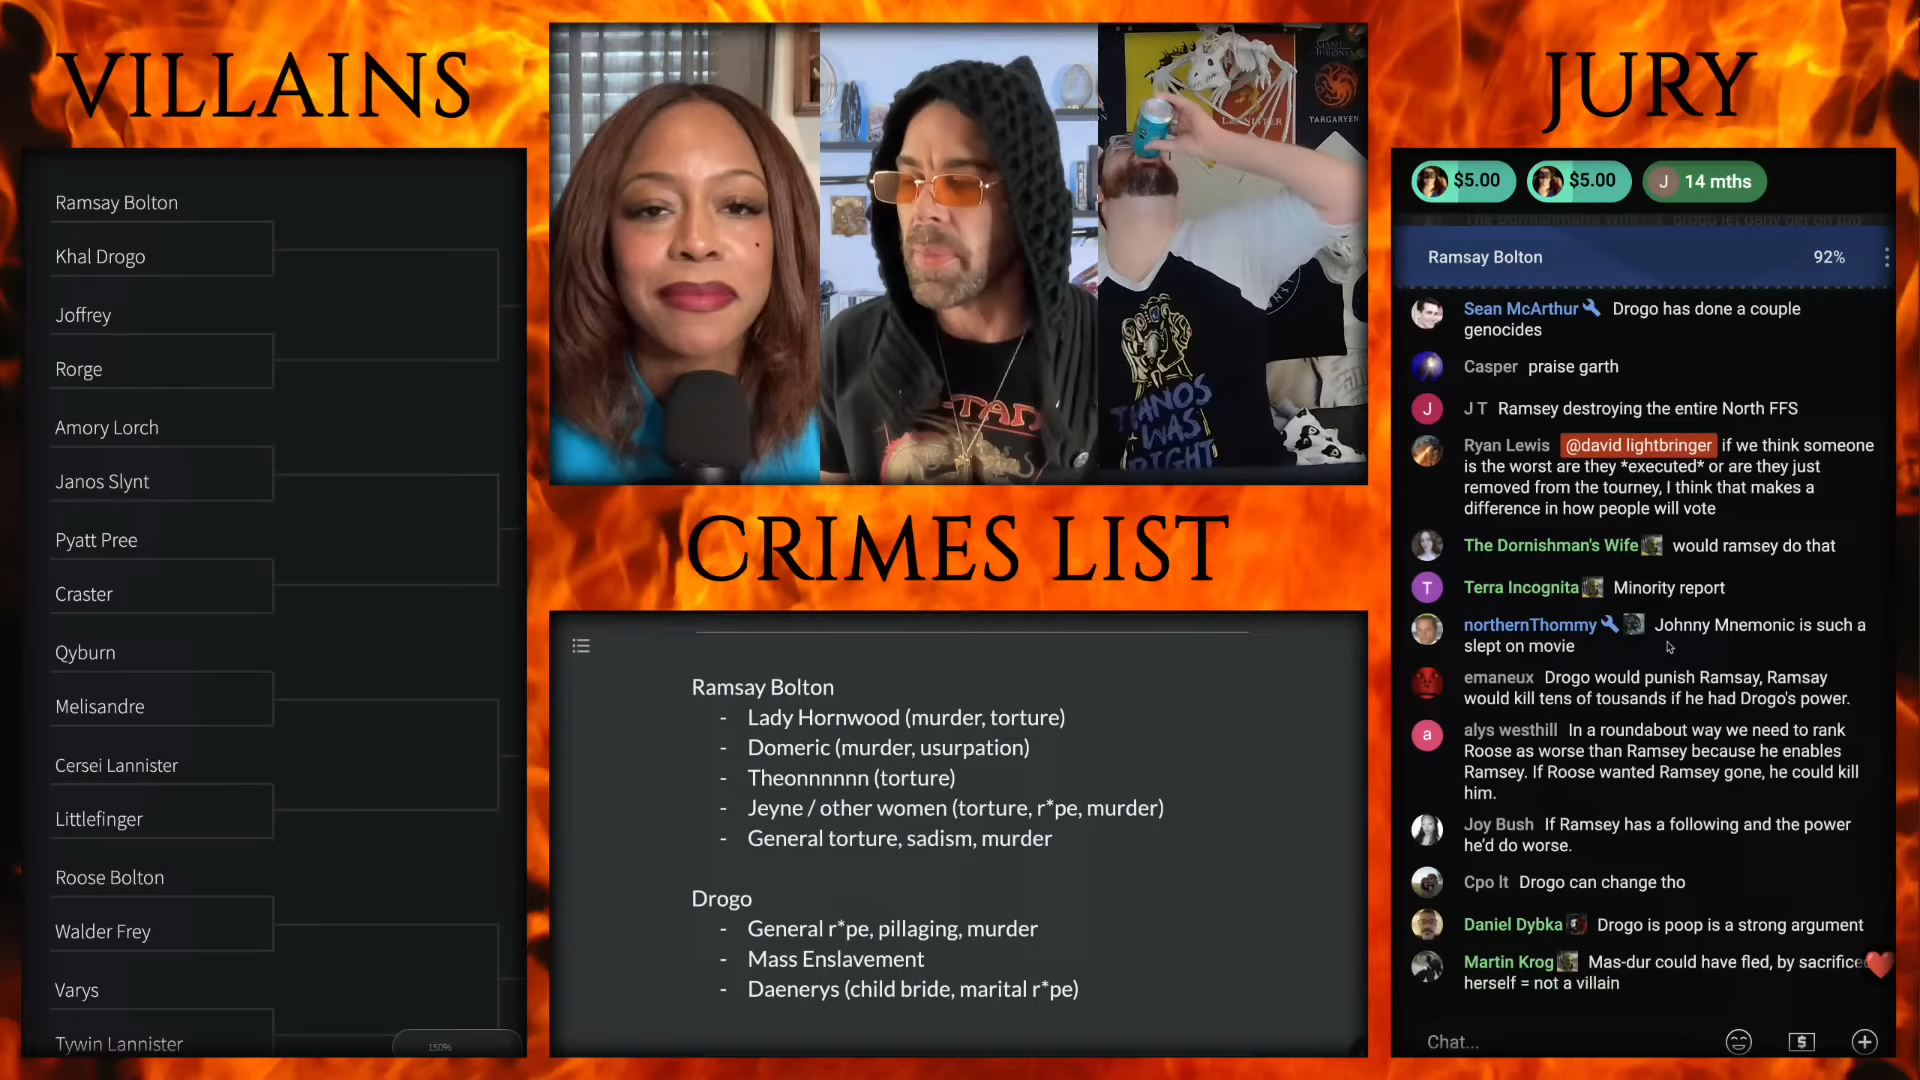 VILLAINS
Ramsay Bolton
Khal Drogo
Joffrey
Rorge
Amory Lorch
Janos Slynt
Pyatt Pree
Craster
Qyburn
Melisandre
Cersei Lannister
Littlefinger
Roose Bolton
Walder Frey
Varys
Tywin Lannister
150%
LANNISTER
TARGARYEN
THANOS
WAS
RIGHT
CRIMES LIST
Ramsay Bolton
- Lady Hornwood (murder, torture)
- Domeric (murder, usurpation)
- Theonnnnnn (torture)
- Jeyne / other women (torture, r*pe, murder)
- General torture, sadism, murder
Drogo
- General r*pe, pillaging, murder
- Mass Enslavement
- Daenerys (child bride, marital r*pe)
JURY
$5.00 $5.00 J 14 mths
Ramsay Bolton 92%
Sean McArthur Drogo has done a couple
genocides
Casper praise garth
J J T Ramsey destroying the entire North FFS
Ryan Lewis @david lightbringer if we think someone
is the worst are they *executed* or are they just
removed from the tourney, I think that makes a
difference in how people will vote
The Dornishman's Wife would ramsey do that
T Terra Incognita Minority report
northernThommy Johnny Mnemonic is such a
slept on movie
emaneux Drogo would punish Ramsay, Ramsay
would kill tens of tousands if he had Drogo's power.
a alys westhill In a roundabout way we need to rank
Roose as worse than Ramsey because he enables
Ramsey. If Roose wanted Ramsey gone, he could kill
him.
Joy Bush If Ramsey has a following and the power
he'd do worse.
Cpo It Drogo can change tho
Daniel Dybka Drogo is poop is a strong argument
Martin Krog Mas-dur could have fled, by sacrifice
herself = not a villain
Chat...